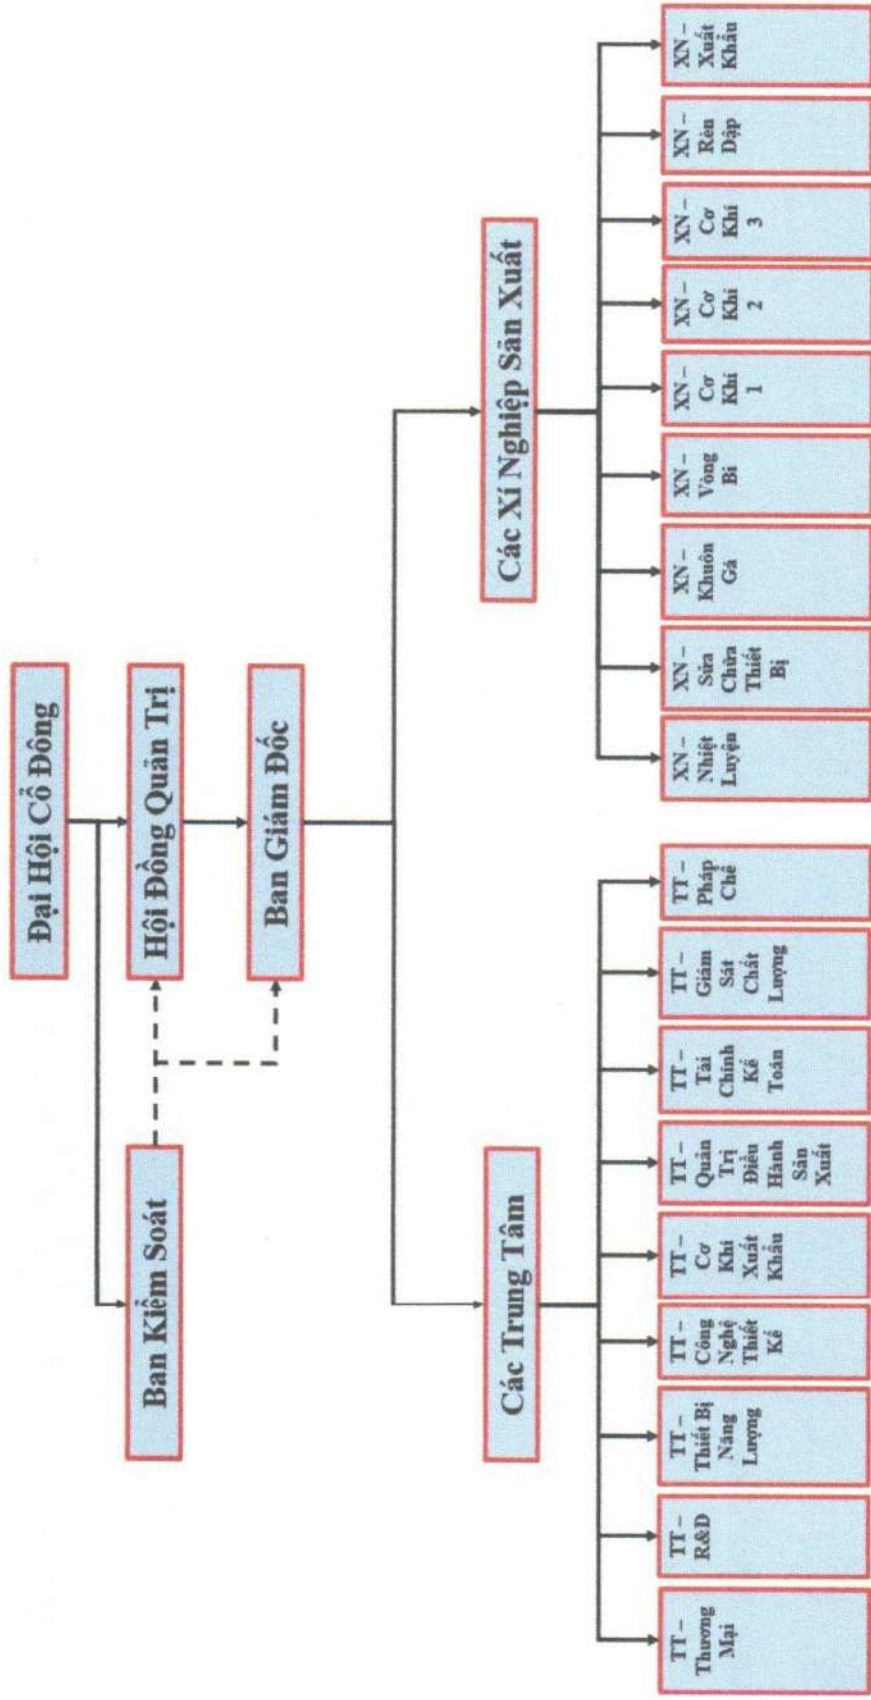 Đại Hội Cổ Đông
Ban Kiểm Soát
Hội Đồng Quản Trị
Ban Giám Đốc
Các Trung Tâm
Các Xí Nghiệp Sản Xuất
TT –
Thương
Mại
TT –
R&D
TT –
Thiết Bị
Năng
Lượng
TT –
Công
Nghệ
Thiết
Kế
TT –
Cơ
Khí
Xuất
Khẩu
TT –
Quản
Trị
Điều
Hành
Sản
Xuất
TT –
Tài
Chính
Kế
Toán
TT –
Giám
Sát
Chất
Lượng
TT –
Pháp
Chế
XN –
Nhiệt
Luyện
XN –
Sửa
Chữa
Thiết
Bị
XN –
Khuôn
Gá
XN –
Vòng
Bi
XN –
Cơ
Khí
1
XN –
Cơ
Khí
2
XN –
Cơ
Khí
3
XN –
Rèn
Dập
XN –
Xuất
Khẩu